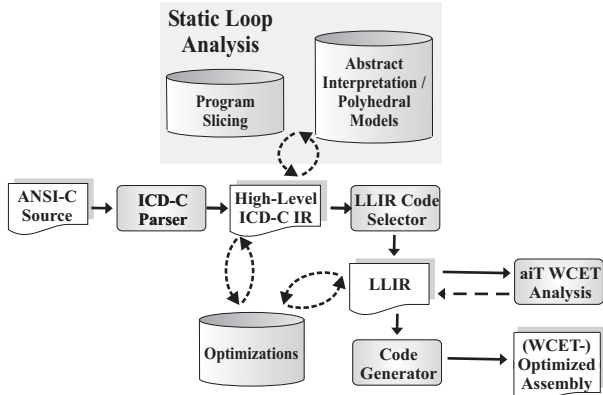 Static Loop
Analysis
Abstract
Interpretation /
Polyhedral
Models
Program
Slicing
ANSI-C
Source
ICD-C
Parser
High-Level
ICD-C IR
LLIR Code
Selector
LLIR
aiT WCET
Analysis
Optimizations
Code
Generator
(WCET-)
Optimized
Assembly